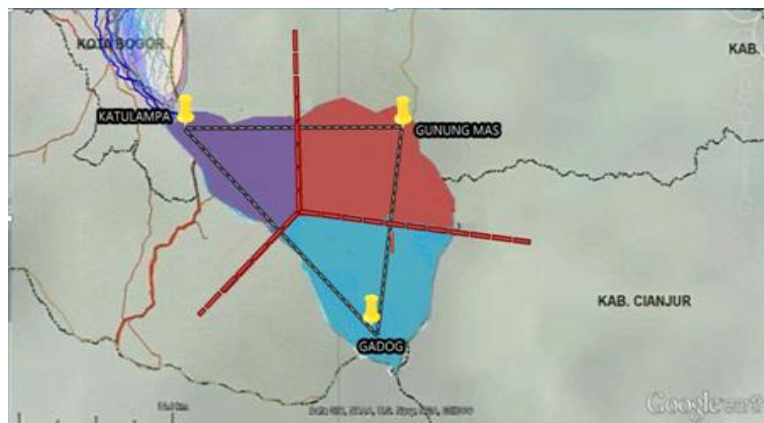 KOTA BOGOR
KAB.
KATULAMPA
GUNUNG MAS
KAB. CIANJUR
GADOG
Google earth